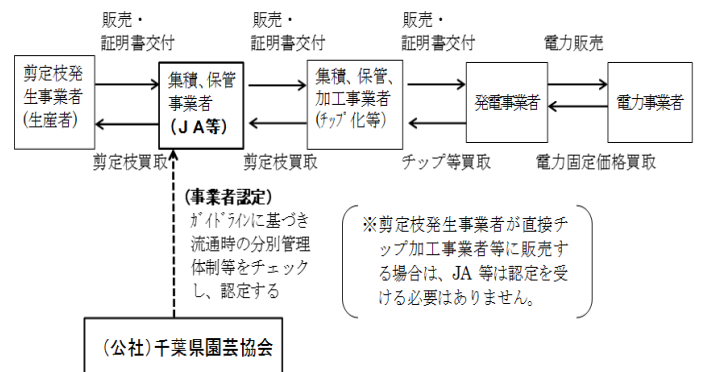 販売・
証明書交付
販売・
証明書交付
販売・
証明書交付
電力販売
剪定枝発
生事業者
(生産者)
集積、保管
事業者
(ＪＡ等)
集積、保管、
加工事業者
(ﾁｯﾌﾟ化等)
発電事業者
電力事業者
剪定枝買取
剪定枝買取
チップ等買取
電力固定価格買取
(事業者認定)
ｶﾞｲﾄﾞﾗｲﾝに基づき
流通時の分別管理
体制等をチェック
し、認定する
※剪定枝発生事業者が直接チ
ップ加工事業者等に販売す
る場合は、JA 等は認定を受
ける必要はありません。
(公社)千葉県園芸協会